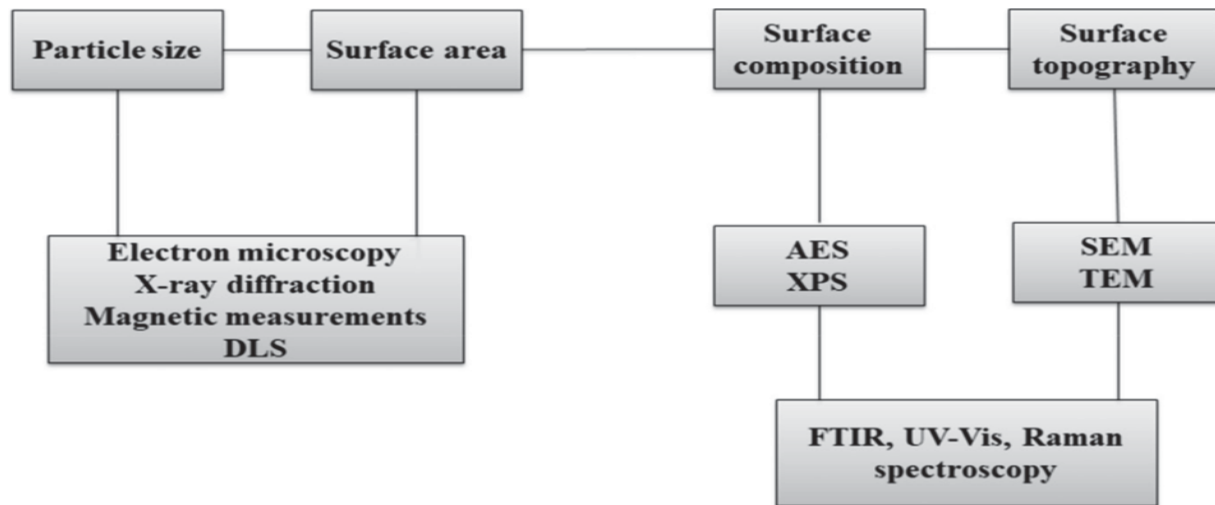 Particle size
Surface area
Surface
composition
Surface
topography
Electron microscopy
X-ray diffraction
Magnetic measurements
DLS
AES
XPS
SEM
TEM
FTIR, UV-Vis, Raman
spectroscopy